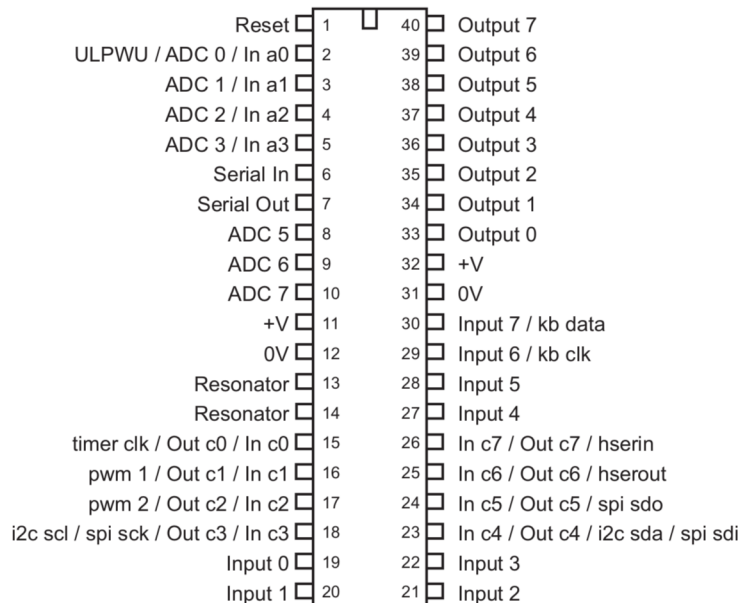 Reset 1 40 Output 7
ULPWU / ADC 0 / In a0 2 39 Output 6
ADC 1 / In a1 3 38 Output 5
ADC 2 / In a2 4 37 Output 4
ADC 3 / In a3 5 36 Output 3
Serial In 6 35 Output 2
Serial Out 7 34 Output 1
ADC 5 8 33 Output 0
ADC 6 9 32 +V
ADC 7 10 31 0V
+V 11 30 Input 7 / kb data
0V 12 29 Input 6 / kb clk
Resonator 13 28 Input 5
Resonator 14 27 Input 4
timer clk / Out c0 / In c0 15 26 In c7 / Out c7 / hserin
pwm 1 / Out c1 / In c1 16 25 In c6 / Out c6 / hserout
pwm 2 / Out c2 / In c2 17 24 In c5 / Out c5 / spi sdo
i2c scl / spi sck / Out c3 / In c3 18 23 In c4 / Out c4 / i2c sda / spi sdi
Input 0 19 22 Input 3
Input 1 20 21 Input 2